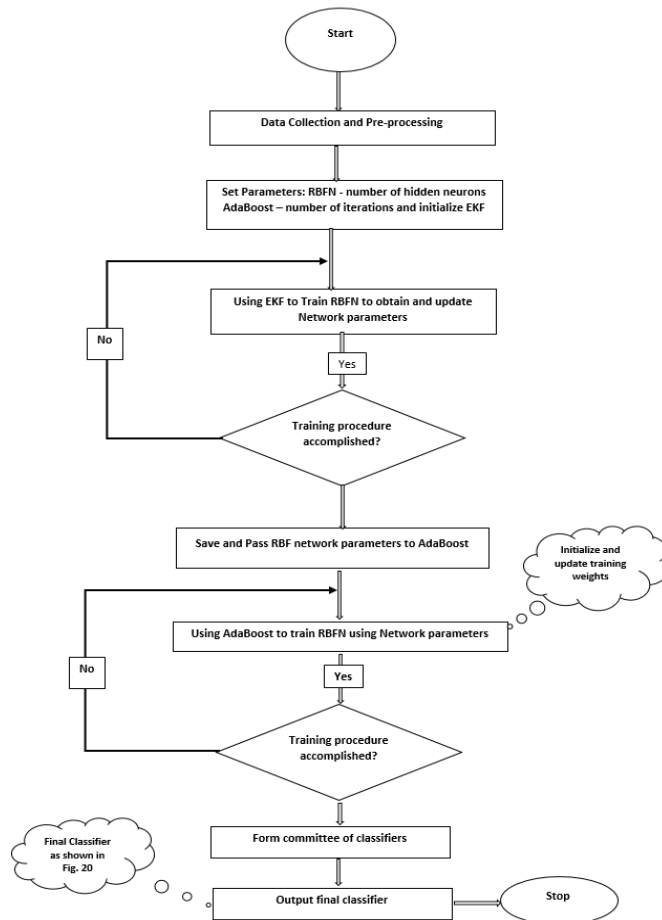 Start
Data Collection and Pre-processing
Set Parameters: RBFN - number of hidden neurons
AdaBoost – number of iterations and initialize EKF
Using EKF to Train RBFN to obtain and update
Network parameters
No
Yes
Training procedure
accomplished?
Save and Pass RBF network parameters to AdaBoost
Initialize and
update training
weights
Using AdaBoost to train RBFN using Network parameters
No
Yes
Training procedure
accomplished?
Form committee of classifiers
Final Classifier
as shown in
Fig. 20
Output final classifier
Stop